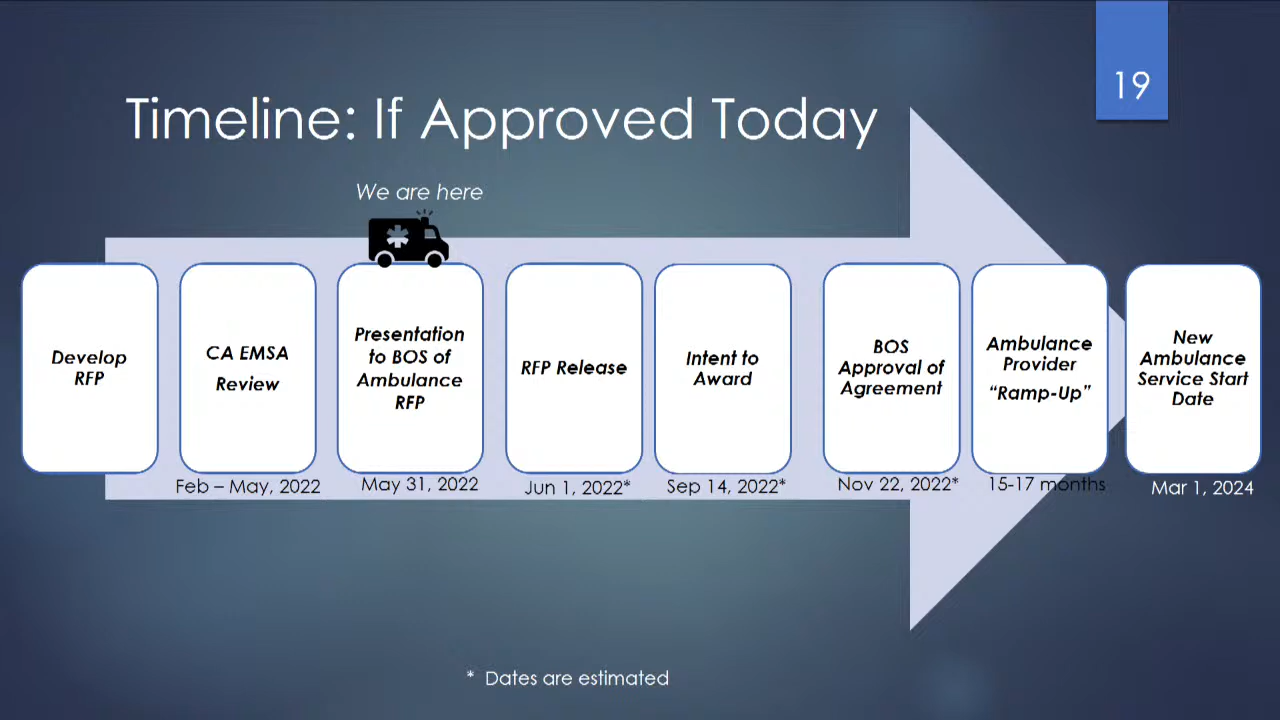 19
Timeline: If Approved Today
We are here
Develop
RFP
CA EMSA
Review
Presentation
to BOS of
Ambulance
RFP
RFP Release
Intent to
Award
BOS
Approval of
Agreement
Ambulance
Provider
“Ramp-Up”
New
Ambulance
Service Start
Date
Feb – May, 2022
May 31, 2022
Jun 1, 2022*
Sep 14, 2022*
Nov 22, 2022*
15-17 months
Mar 1, 2024
* Dates are estimated